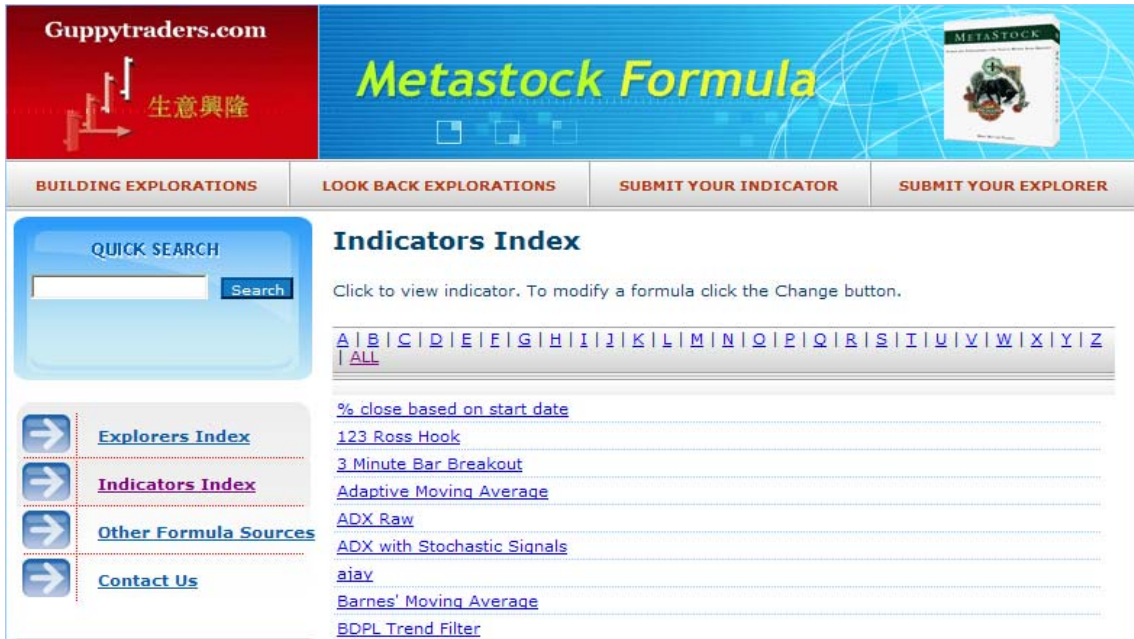 Guppytraders.com
生意興隆
Metastock Formula
METASTOCK
BUILDING EXPLORATIONS
LOOK BACK EXPLORATIONS
SUBMIT YOUR INDICATOR
SUBMIT YOUR EXPLORER
QUICK SEARCH
Search
Explorers Index
Indicators Index
Other Formula Sources
Contact Us
Indicators Index
Click to view indicator. To modify a formula click the Change button.
A | B | C | D | E | F | G | H | I | J | K | L | M | N | O | P | Q | R | S | T | U | V | W | X | Y | Z
| ALL
% close based on start date
123 Ross Hook
3 Minute Bar Breakout
Adaptive Moving Average
ADX Raw
ADX with Stochastic Signals
ajay
Barnes' Moving Average
BDPL Trend Filter